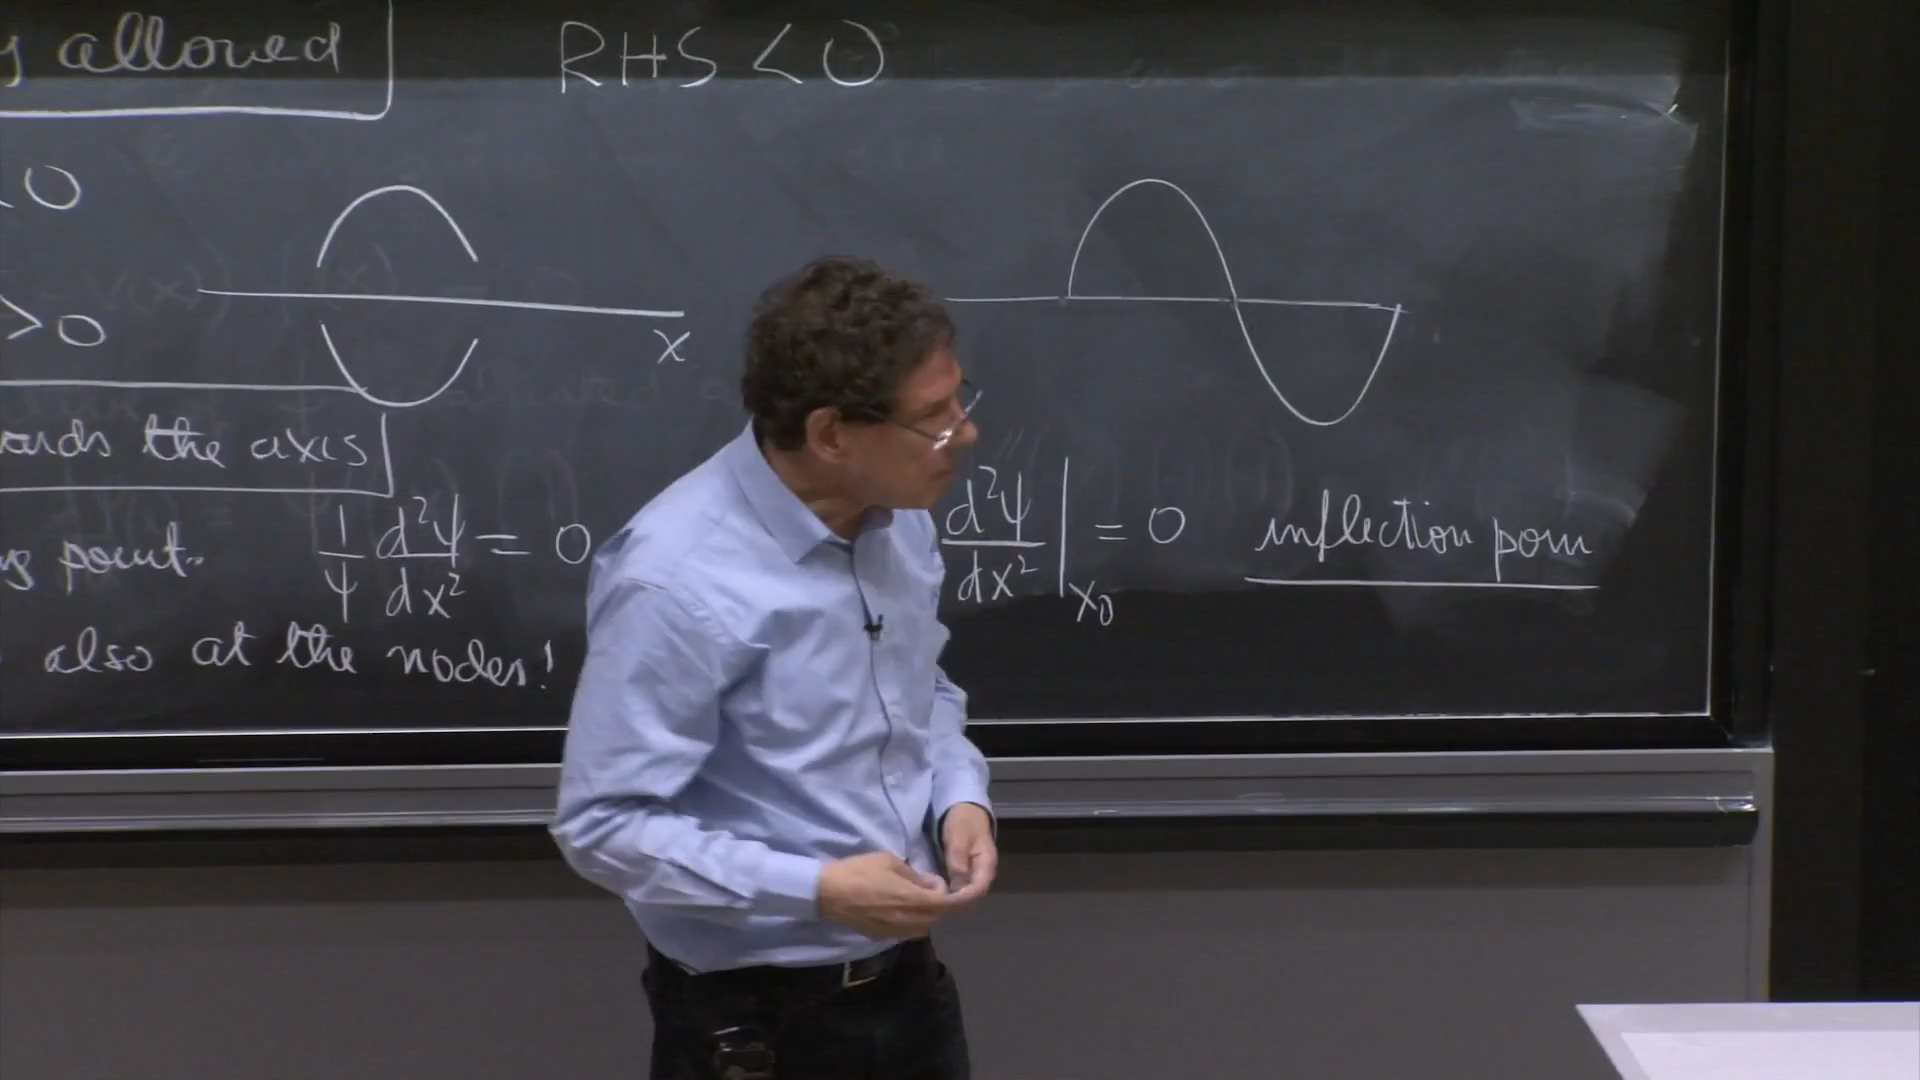 allowed
RHS < 0
< 0
> 0
x
the axis
point. 1/ψ d²ψ/dx² = 0
d²ψ/dx² |x₀ = 0 inflection poin
also at the nodes!